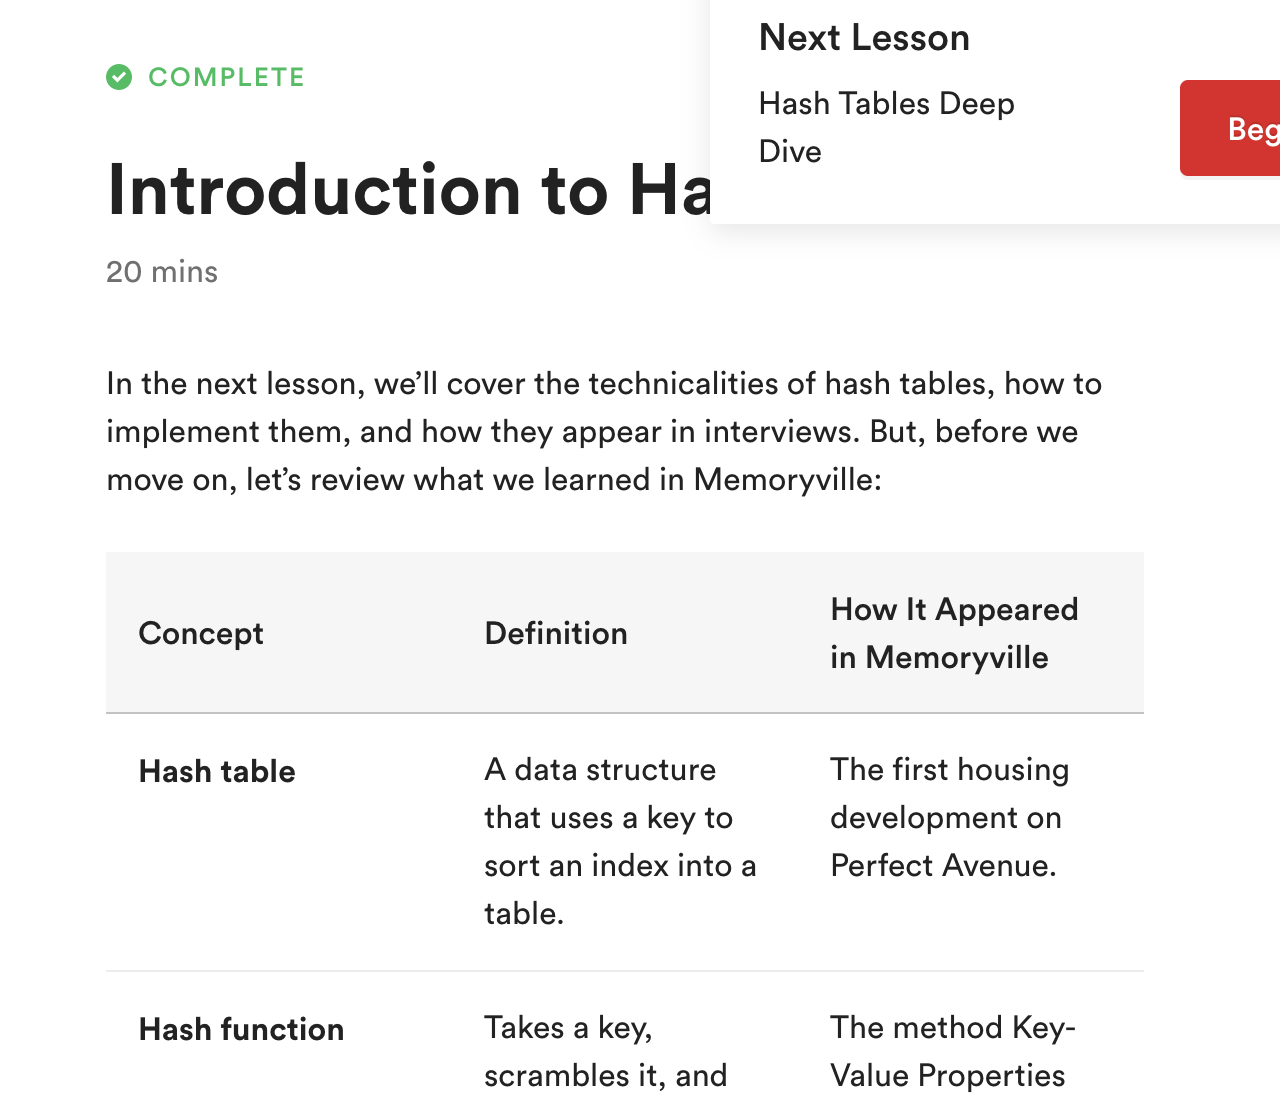 COMPLETE
Introduction to
20 mins
Next Lesson
Hash Tables Deep
Dive
In the next lesson, we’ll cover the technicalities of hash tables, how to
implement them, and how they appear in interviews. But, before we
move on, let’s review what we learned in Memoryville:
Concept
Definition
How It Appeared
in Memoryville
Hash table
A data structure
that uses a key to
sort an index into a
table.
The first housing
development on
Perfect Avenue.
Hash function
Takes a key,
scrambles it, and
The method Key-
Value Properties